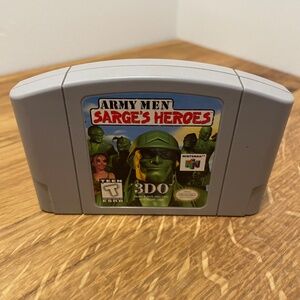 ARMY MEN
SARGE'S HEROES
NINTENDO 64
TEEN
T
ESRB
3DO